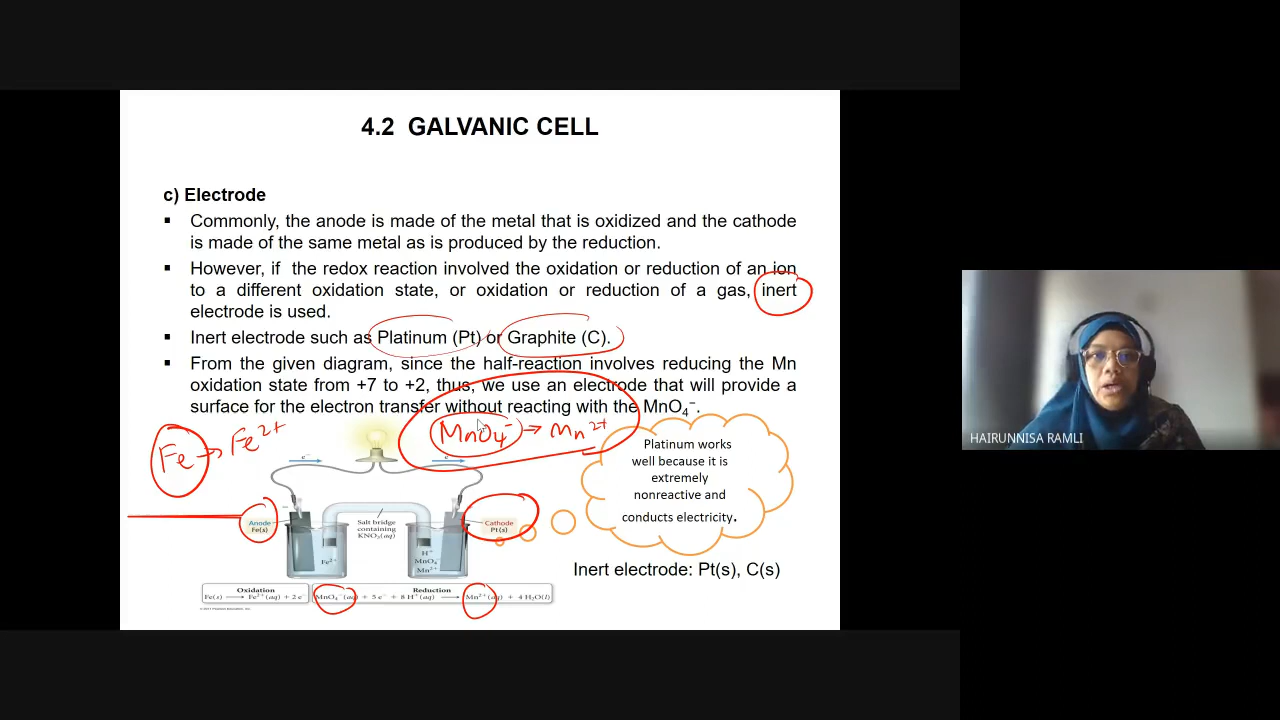 4.2 GALVANIC CELL
c) Electrode
▪ Commonly, the anode is made of the metal that is oxidized and the cathode
is made of the same metal as is produced by the reduction.
▪ However, if the redox reaction involved the oxidation or reduction of an ion
to a different oxidation state, or oxidation or reduction of a gas, inert
electrode is used.
▪ Inert electrode such as Platinum (Pt) or Graphite (C).
▪ From the given diagram, since the half-reaction involves reducing the Mn
oxidation state from +7 to +2, thus, we use an electrode that will provide a
surface for the electron transfer without reacting with the MnO₄⁻.
Fe → Fe²⁺
MnO₄⁻ → Mn²⁺
Platinum works
well because it is
extremely
nonreactive and
conducts electricity.
e⁻
e⁻
Anode
Fe(s)
Salt bridge
containing
KNO₃(aq)
Cathode
Pt(s)
Fe²⁺
H⁺
MnO₄⁻
Mn²⁺
Inert electrode: Pt(s), C(s)
Oxidation
Fe(s) ⟶ Fe²⁺(aq) + 2 e⁻
Reduction
MnO₄⁻(aq) + 5 e⁻ + 8 H⁺(aq) ⟶ Mn²⁺(aq) + 4 H₂O(l)
HAIRUNNISA RAMLI